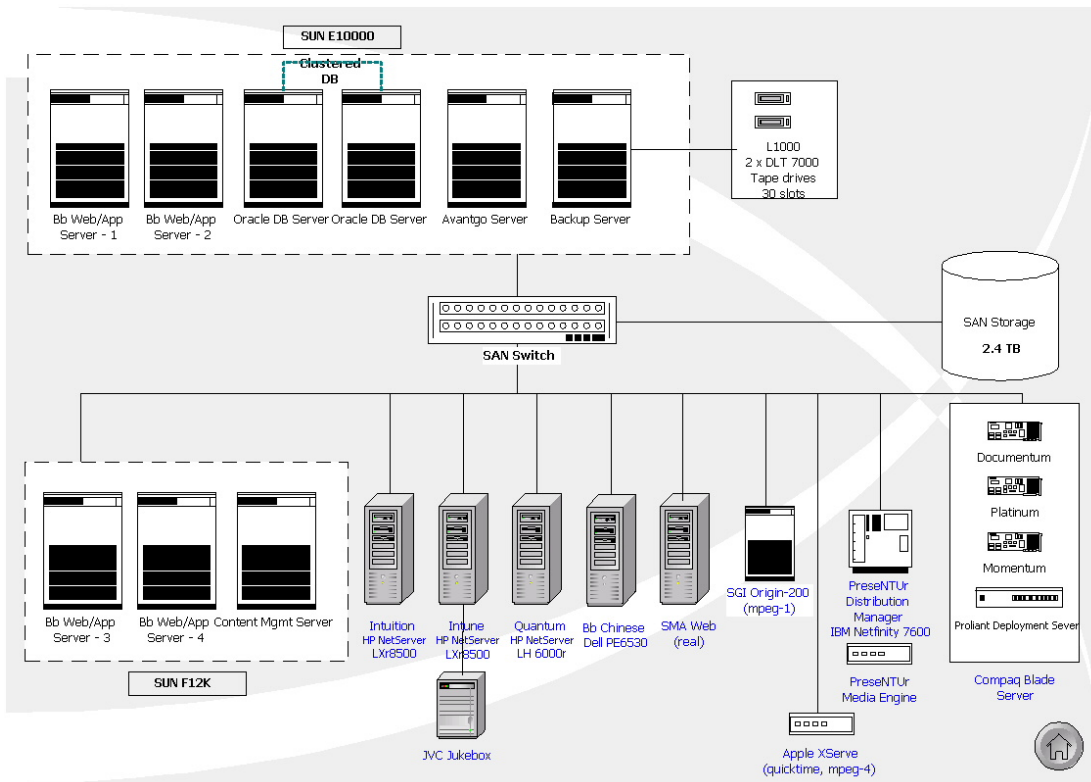 SUN E10000
Clastered
DB
L1000
2 x DLT 7000
Tape drives
30 slots
Bb Web/App
Server - 1
Bb Web/App
Server - 2
Oracle DB Server
Oracle DB Server
Avantgo Server
Backup Server
SAN Storage
2.4 TB
SAN Switch
Documentum
Platinum
Momentum
Proliant Deployment Sever
Compaq Blade
Server
Bb Web/App
Server - 3
Bb Web/App
Server - 4
Content Mgmt Server
SUN F12K
Intuition
HP NetServer
LXr8500
Intune
HP NetServer
LXr8500
Quantum
HP NetServer
LH 6000r
Bb Chinese
Dell PE6530
SMA Web
(real)
SGI Origin-200
(mpeg-1)
PreseNTUr
Distribution
Manager
IBM Netfinity 7600
PreseNTUr
Media Engine
JVC Jukebox
Apple XServe
(quicktime, mpeg-4)